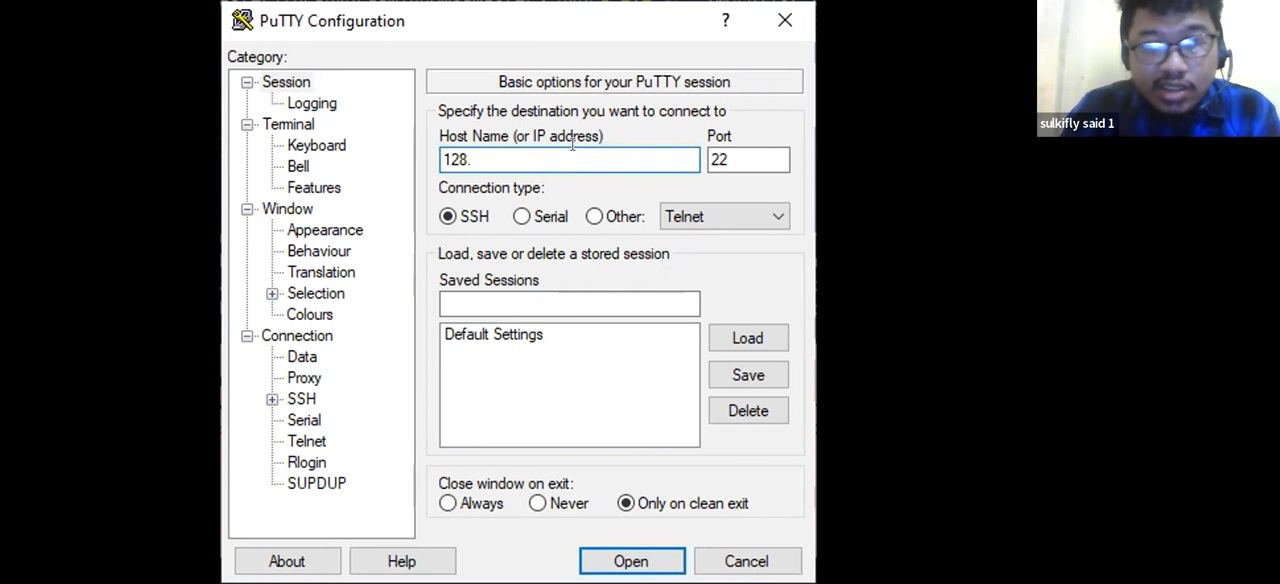 PuTTY Configuration
?
Category:
Session
Logging
Terminal
Keyboard
Bell
Features
Window
Appearance
Behaviour
Translation
Selection
Colours
Connection
Data
Proxy
SSH
Serial
Telnet
Rlogin
SUPDUP
Basic options for your PuTTY session
Specify the destination you want to connect to
Host Name (or IP address) Port
128. 22
Connection type:
SSH Serial Other: Telnet
Load, save or delete a stored session
Saved Sessions
Default Settings
Load
Save
Delete
Close window on exit:
Always Never Only on clean exit
About Help Open Cancel
sulkifly said 1